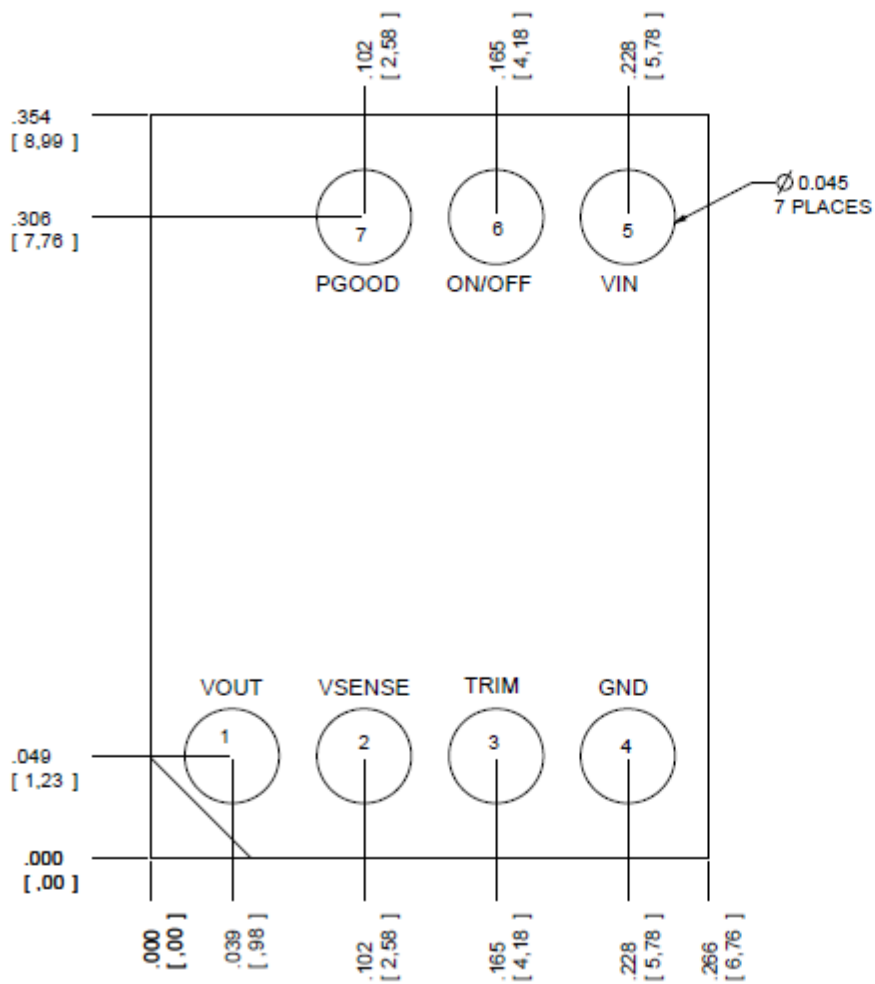 .102
[ 2,58 ]
.165
[ 4,18 ]
.228
[ 5,78 ]
.354
[ 8,99 ]
Ø 0.045
7 PLACES
.306
[ 7,76 ]
7
6
5
PGOOD
ON/OFF
VIN
VOUT
VSENSE
TRIM
GND
1
2
3
4
.049
[ 1,23 ]
.000
[ ,00 ]
.000
[ ,00 ]
.039
[ ,98 ]
.102
[ 2,58 ]
.165
[ 4,18 ]
.228
[ 5,78 ]
.266
[ 6,76 ]